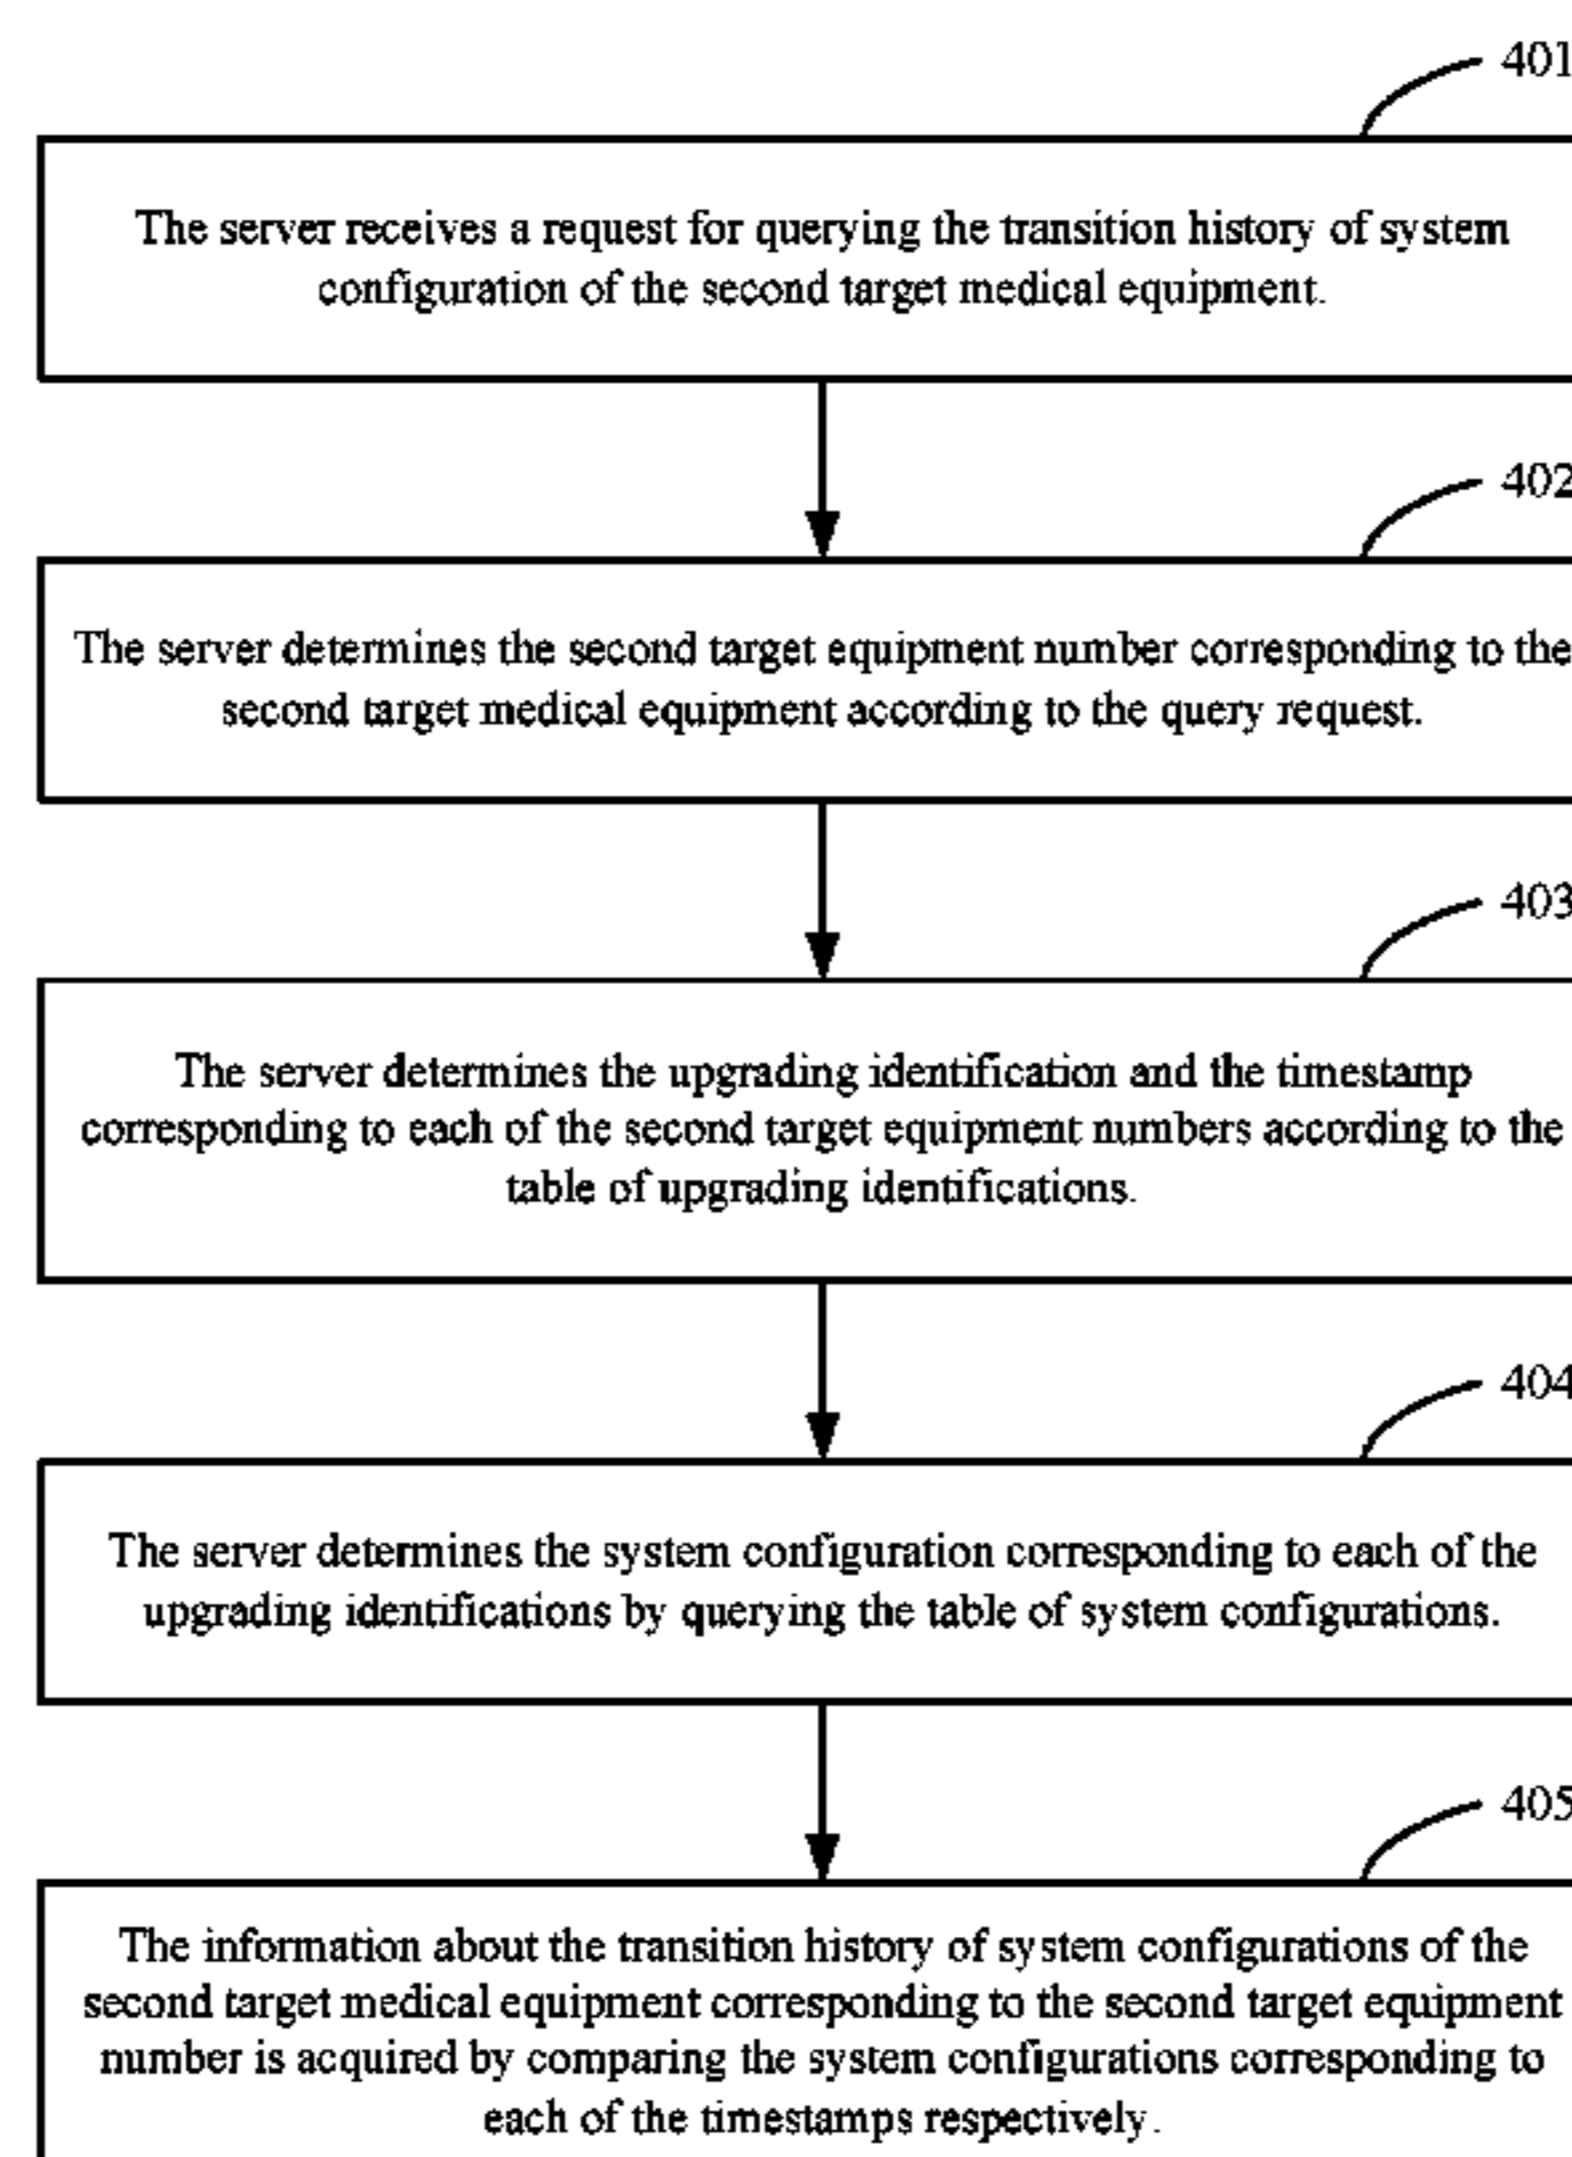 401
The server receives a request for querying the transition history of system
configuration of the second target medical equipment.
402
The server determines the second target equipment number corresponding to the
second target medical equipment according to the query request.
403
The server determines the upgrading identification and the timestamp
corresponding to each of the second target equipment numbers according to the
table of upgrading identifications.
404
The server determines the system configuration corresponding to each of the
upgrading identifications by querying the table of system configurations.
405
The information about the transition history of system configurations of the
second target medical equipment corresponding to the second target equipment
number is acquired by comparing the system configurations corresponding to
each of the timestamps respectively.